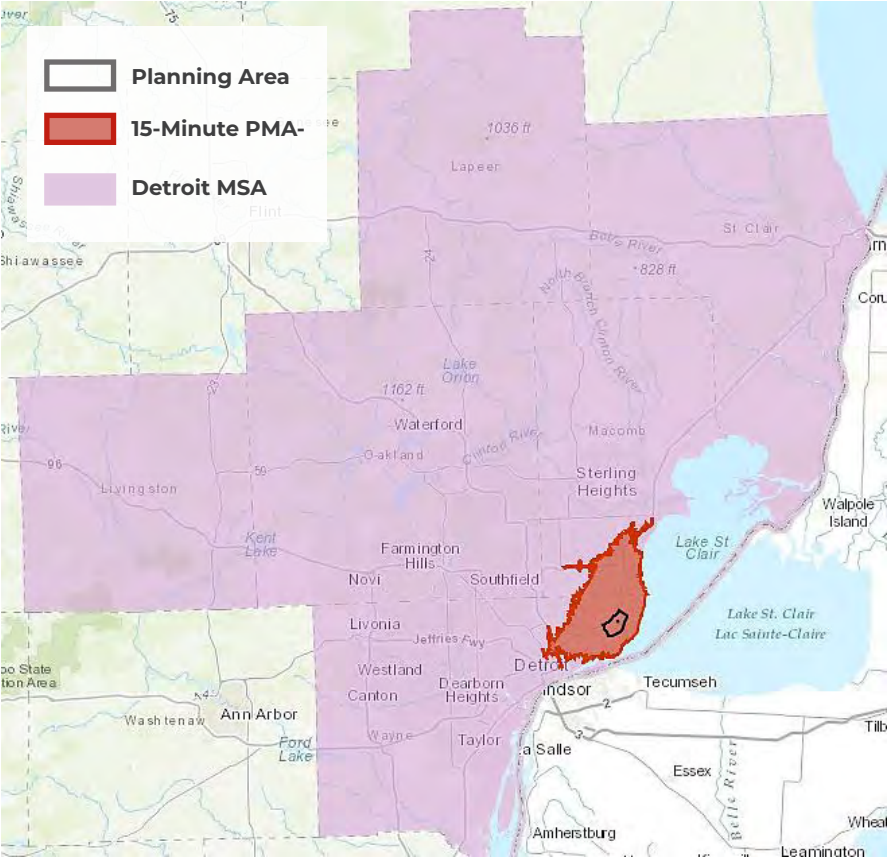 75
Planning Area
15-Minute PMA-
Detroit MSA
1036 ft
Lapeer
Flint
Shiawassee
St Clair
Belle River
828 ft
24
North Branch Clinton River
Lake
Orion
1162 ft
23
Waterford
Clinton River
Macomb
Oakland
Sterling
Heights
96
59
Livingston
Walpole
Island
Kent
Lake
Lake St
Clair
Farmington
Hills
Novi
Southfield
Lake St. Clair
Lac Sainte-Claire
Livonia
Jeffries Fwy
Detroit
Westland
Dearborn
Heights
Canton
Tecumseh
2
Ann Arbor
Washtenaw
Wayne
Ford
Lake
Taylor
3
Essex
Belle River
Amherstburg
Leamington